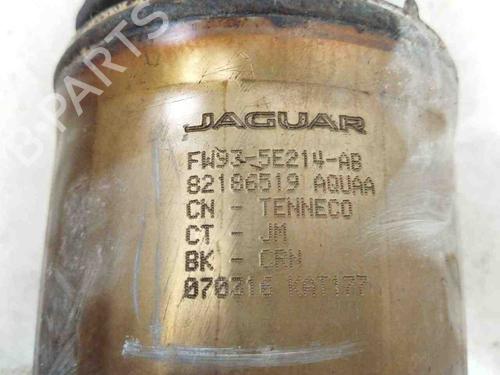 JAGUAR
FW93-5E214-AB
82186519 AQUAA
CN - TENNECO
CT - JM
BK - CRN
070316 KAT177